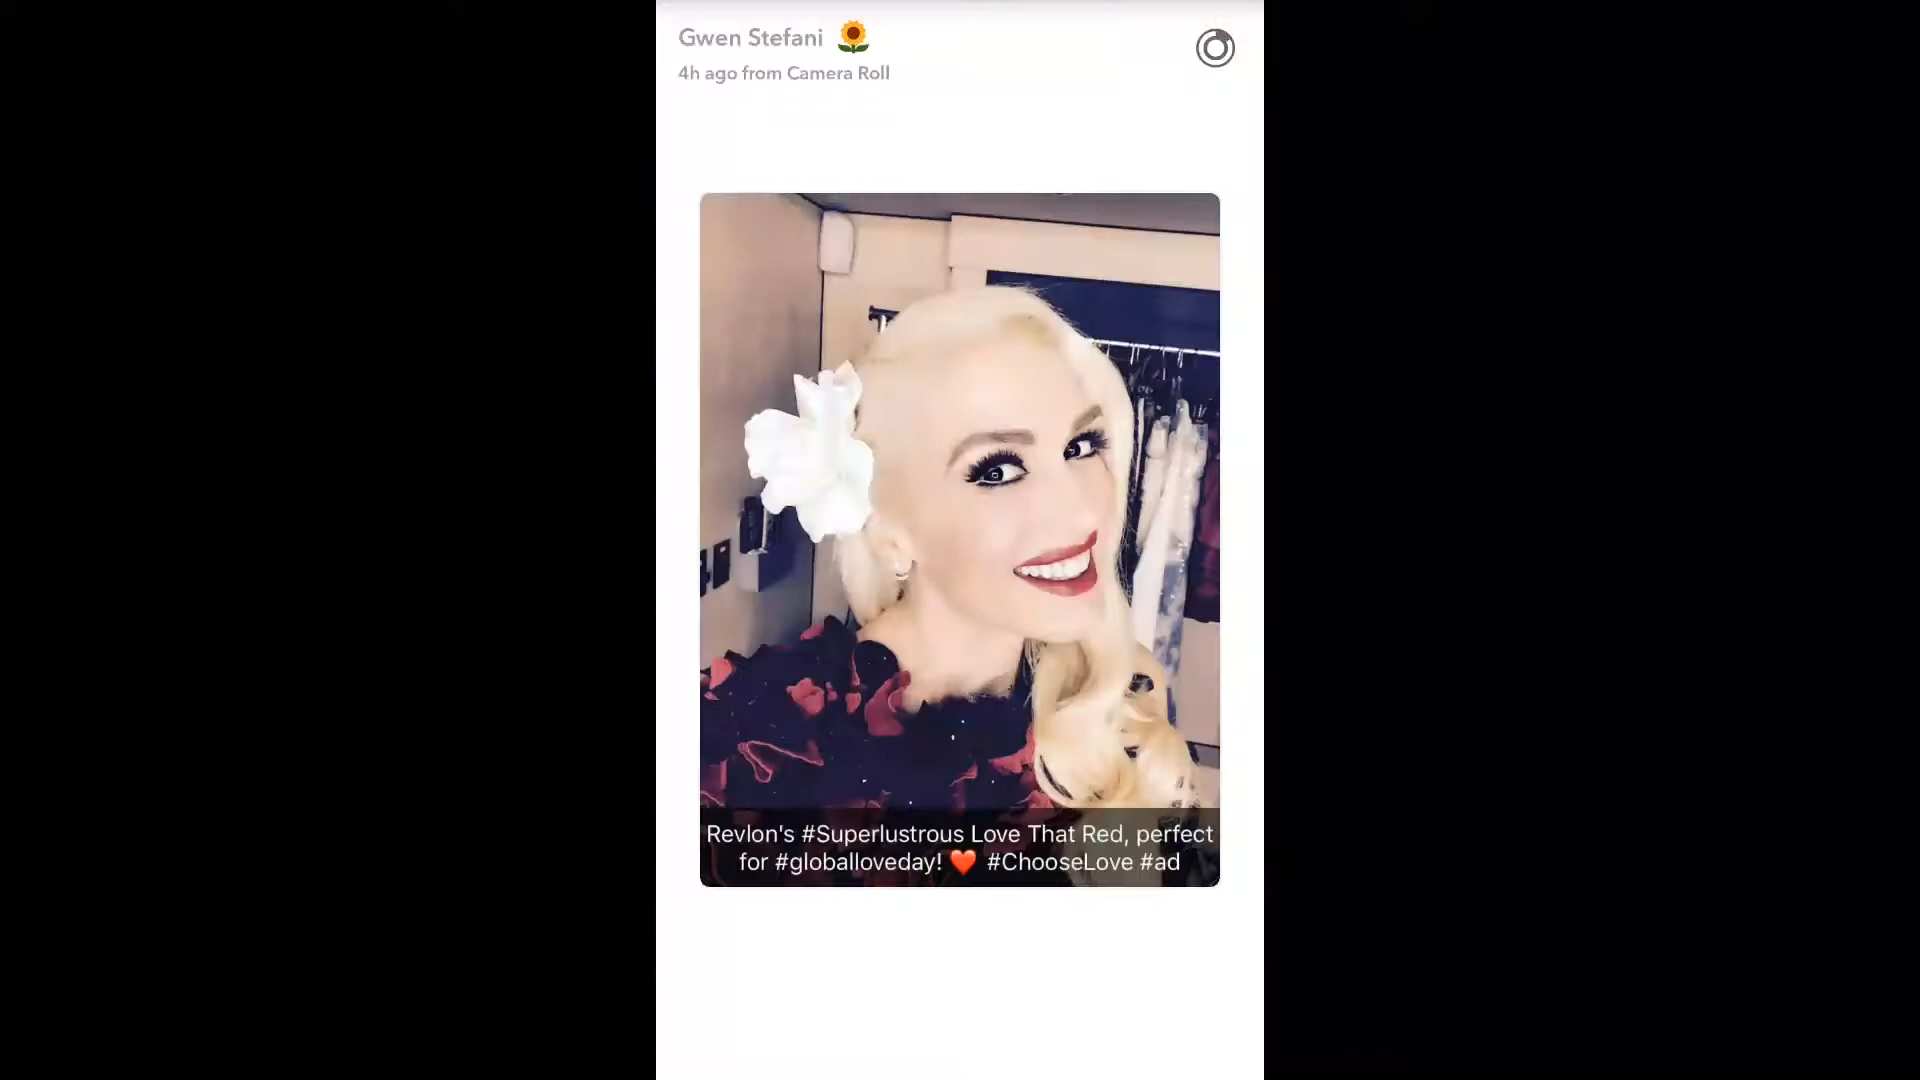 Gwen Stefani 🌻
4h ago from Camera Roll
Revlon's #Superlustrous Love That Red, perfect
for #globalloveday! ❤️ #ChooseLove #ad